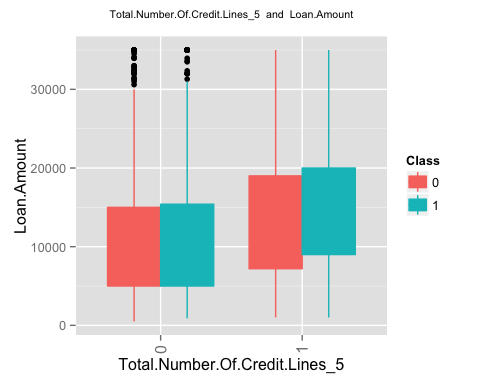 Total.Number.Of.Credit.Lines_5 and Loan.Amount
Loan.Amount
30000
20000
10000
0
0
1
Total.Number.Of.Credit.Lines_5
Class
0
1